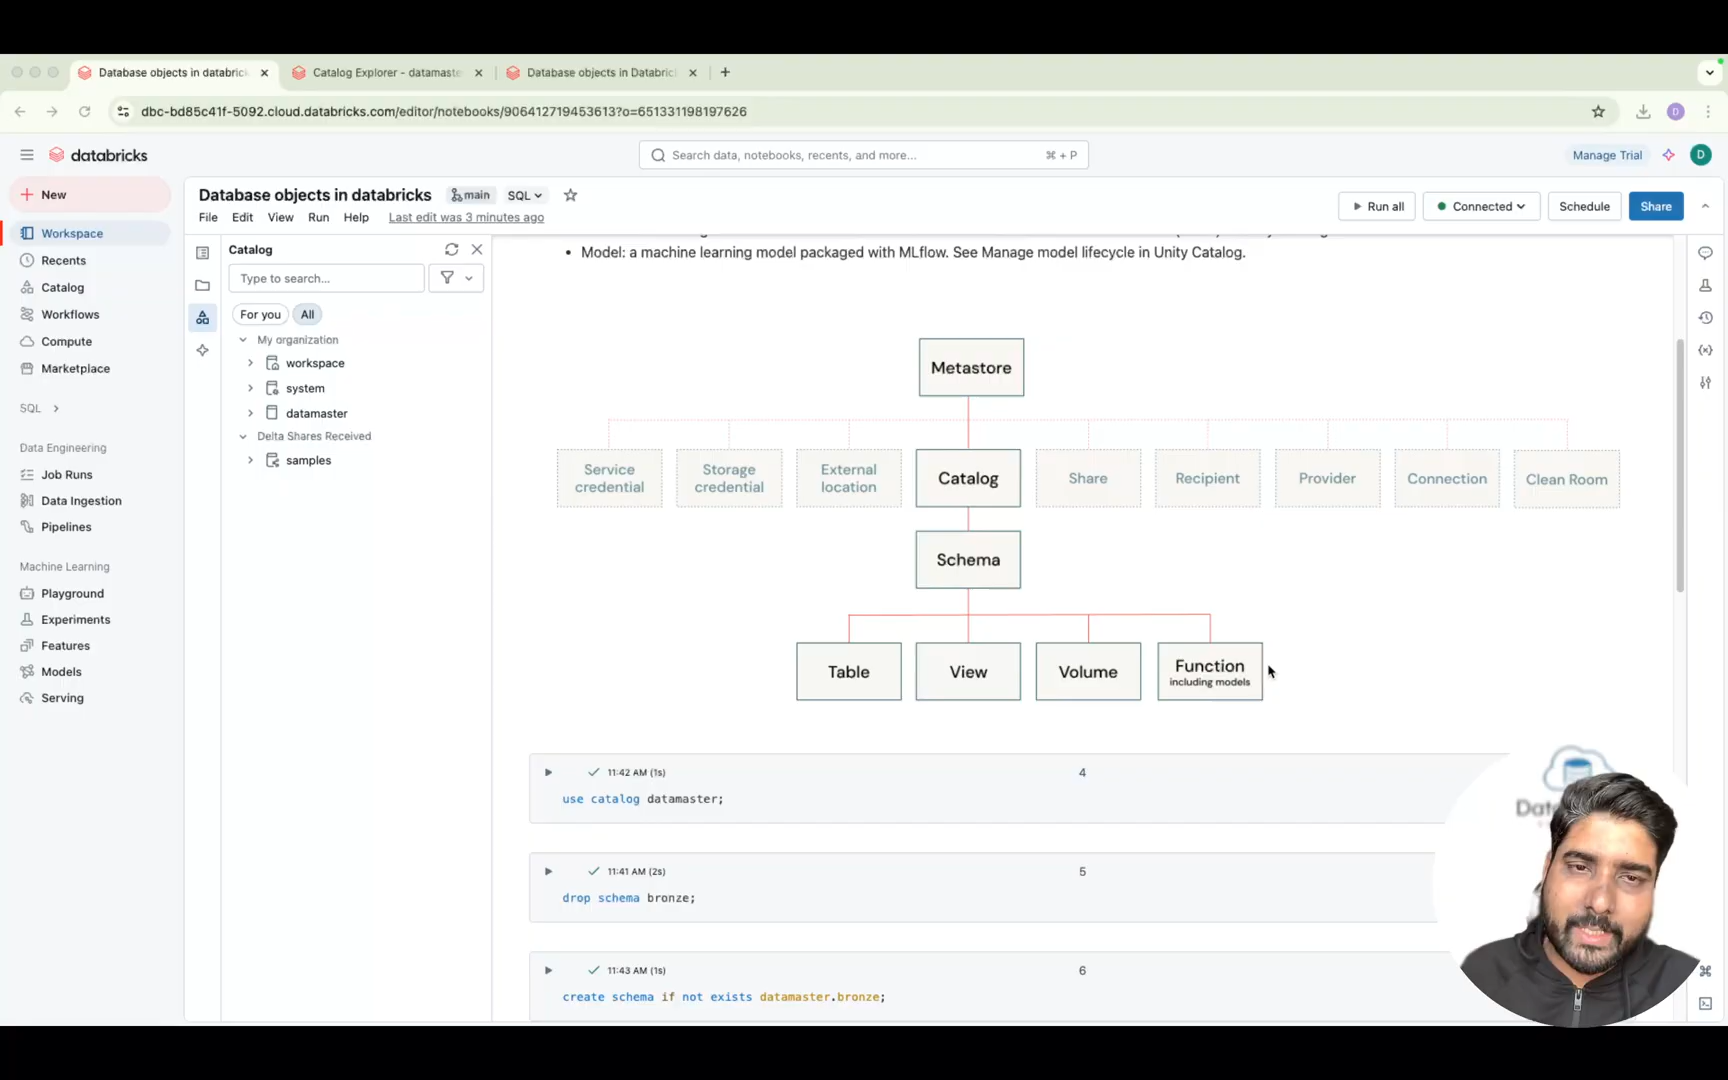 Database objects in databric
Catalog Explorer - datamaste
Database objects in Databric
dbc-bd85c41f-5092.cloud.databricks.com/editor/notebooks/906412719453613?o=651331198197626
D
databricks
Search data, notebooks, recents, and more...
⌘ + P
Manage Trial
D
New
Workspace
Recents
Catalog
Workflows
Compute
Marketplace
SQL
Data Engineering
Job Runs
Data Ingestion
Pipelines
Machine Learning
Playground
Experiments
Features
Models
Serving
Database objects in databricks
main
SQL
File Edit View Run Help Last edit was 3 minutes ago
Run all
Connected
Schedule
Share
Catalog
Type to search...
For you
All
My organization
workspace
system
datamaster
Delta Shares Received
samples
• Model: a machine learning model packaged with MLflow. See Manage model lifecycle in Unity Catalog.
Metastore
Service credential
Storage credential
External location
Catalog
Share
Recipient
Provider
Connection
Clean Room
Schema
Table
View
Volume
Function
including models
11:42 AM (1s)
4
use catalog datamaster;
11:41 AM (2s)
5
drop schema bronze;
11:43 AM (1s)
6
create schema if not exists datamaster.bronze;